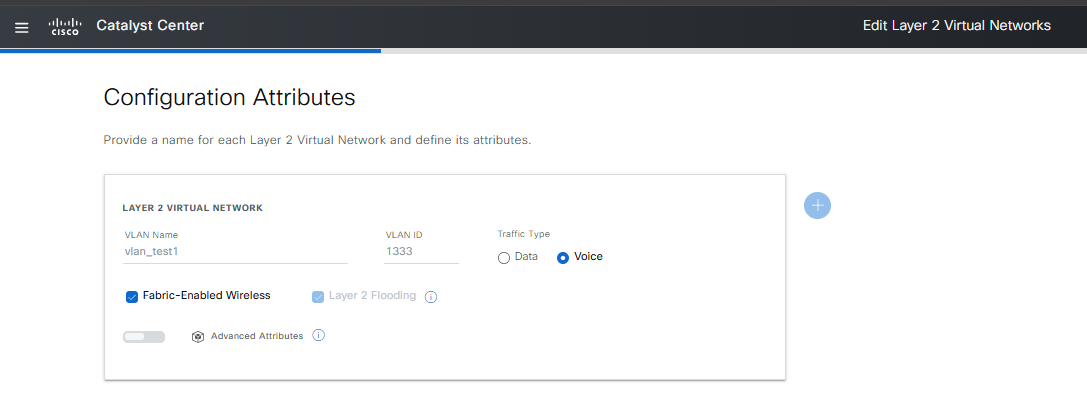 cisco Catalyst Center Edit Layer 2 Virtual Networks
Configuration Attributes
Provide a name for each Layer 2 Virtual Network and define its attributes.
LAYER 2 VIRTUAL NETWORK
VLAN Name VLAN ID Traffic Type
vlan_test1 1333 Data Voice
Fabric-Enabled Wireless Layer 2 Flooding
Advanced Attributes